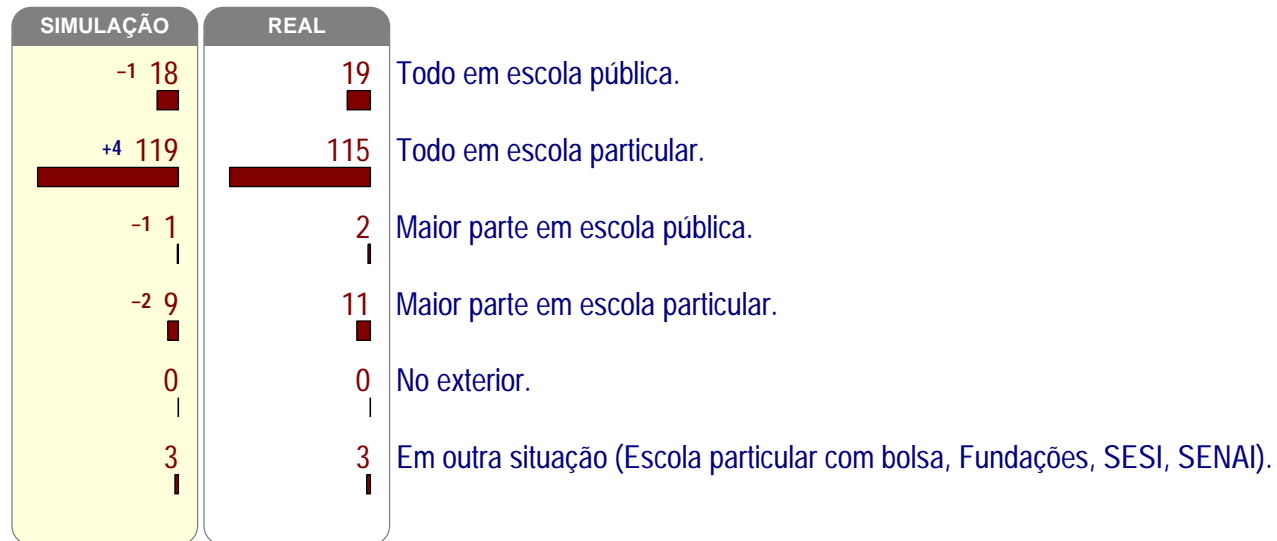 SIMULAÇÃO REAL
–1 18 19 Todo em escola pública.
+4 119 115 Todo em escola particular.
–1 1 2 Maior parte em escola pública.
–2 9 11 Maior parte em escola particular.
0 0 No exterior.
3 3 Em outra situação (Escola particular com bolsa, Fundações, SESI, SENAI).